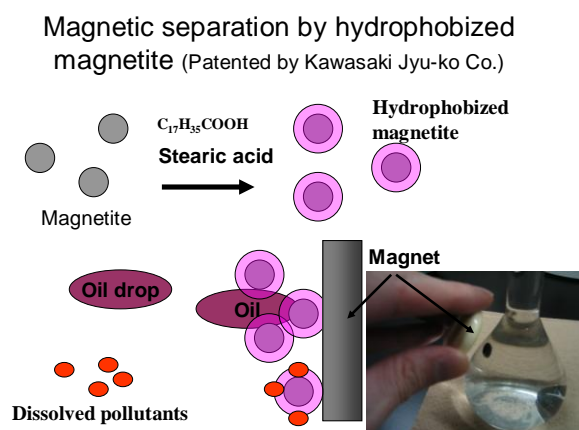 Magnetic separation by hydrophobized
magnetite (Patented by Kawasaki Jyu-ko Co.)
C₁₇H₃₅COOH
Stearic acid
Hydrophobized
magnetite
Magnetite
Magnet
Oil drop
Oil
Dissolved pollutants